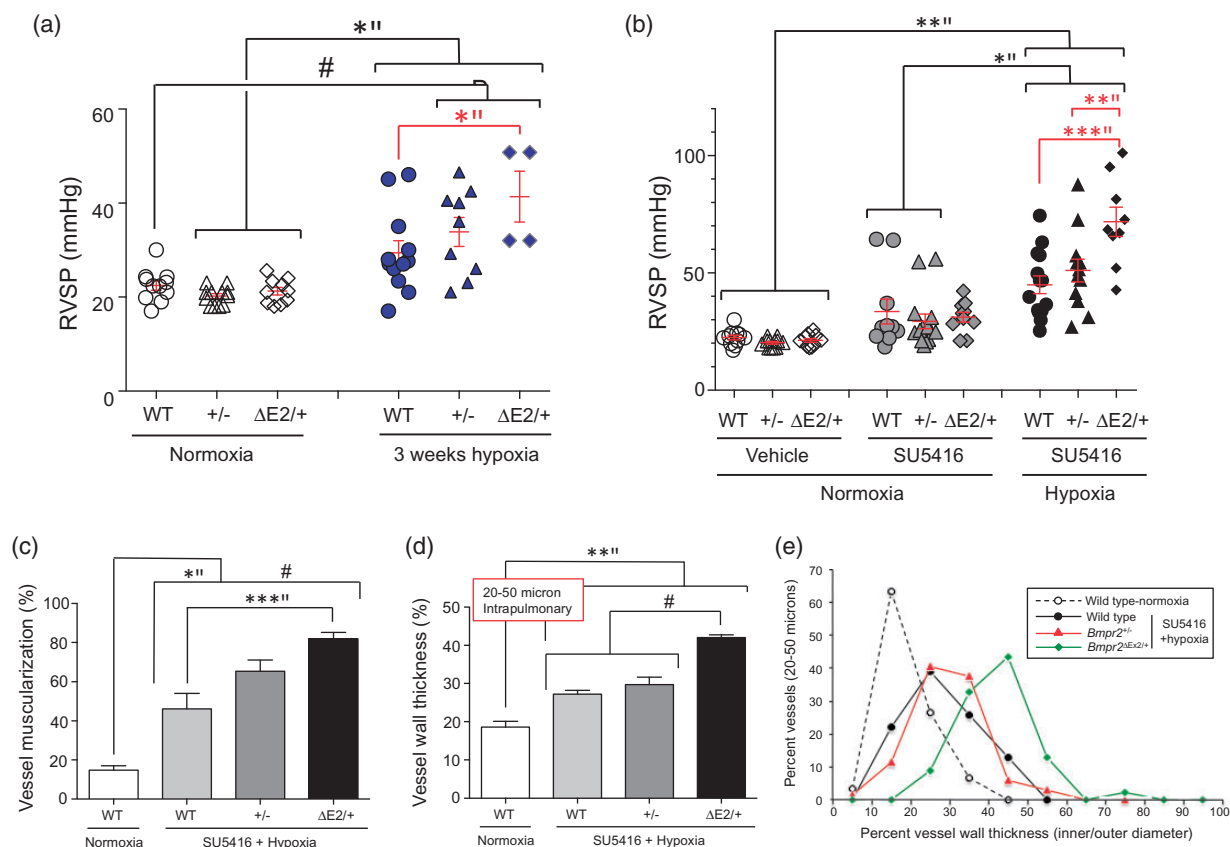 (a)
*"
#
RVSP (mmHg)
60
40
20
0
*"
WT +/- ΔE2/+ WT +/- ΔE2/+
Normoxia 3 weeks hypoxia
(b)
**"
*"
**"
***"
RVSP (mmHg)
100
50
0
WT +/- ΔE2/+ WT +/- ΔE2/+ WT +/- ΔE2/+
Vehicle SU5416 SU5416
Normoxia Hypoxia
(c)
*" #
***"
Vessel muscularization (%)
100
80
60
40
20
0
WT WT +/- ΔE2/+
Normoxia SU5416 + Hypoxia
(d)
**"
20-50 micron
Intrapulmonary
#
Vessel wall thickness (%)
50
40
30
20
10
0
WT WT +/- ΔE2/+
Normoxia SU5416 + Hypoxia
(e)
Percent vessels (20-50 microns)
70
60
50
40
30
20
10
0
Wild type-normoxia
Wild type
Bmpr2+/-
Bmpr2ΔEx2/+
SU5416
+hypoxia
0 10 20 30 40 50 60 70 80 90 100
Percent vessel wall thickness (inner/outer diameter)